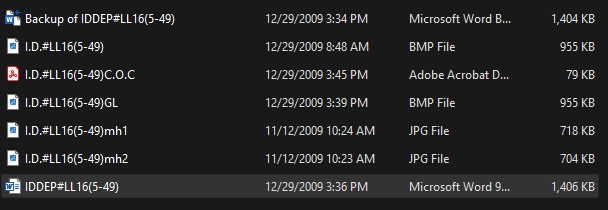 Backup of IDDEP#LL16(5-49) 12/29/2009 3:34 PM Microsoft Word B... 1,404 KB
I.D.#LL16(5-49) 12/29/2009 8:48 AM BMP File 955 KB
I.D.#LL16(5-49)C.O.C 12/29/2009 3:45 PM Adobe Acrobat D... 79 KB
I.D.#LL16(5-49)GL 12/29/2009 3:39 PM BMP File 955 KB
I.D.#LL16(5-49)mh1 11/12/2009 10:24 AM JPG File 718 KB
I.D.#LL16(5-49)mh2 11/12/2009 10:23 AM JPG File 704 KB
IDDEP#LL16(5-49) 12/29/2009 3:36 PM Microsoft Word 9... 1,406 KB